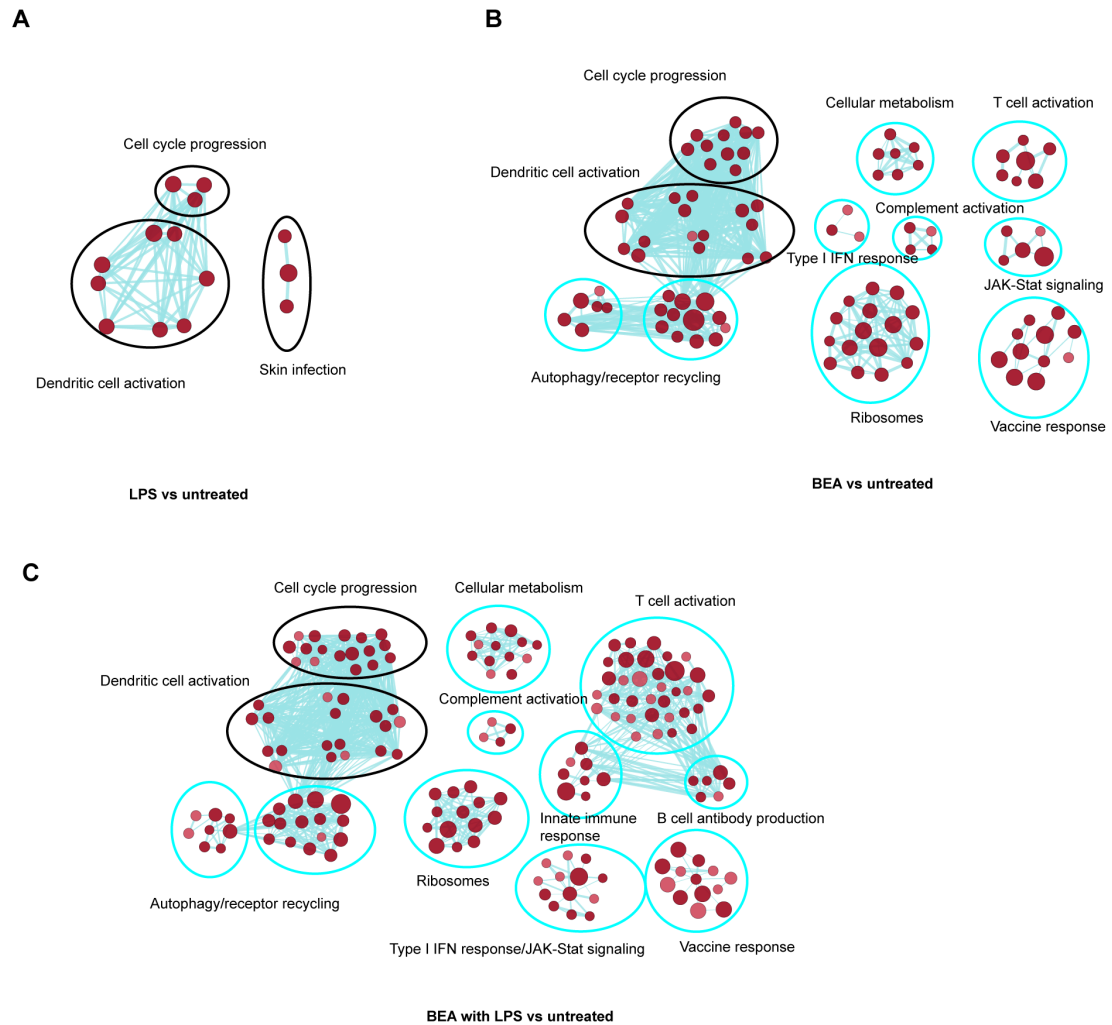 A
Cell cycle progression
Dendritic cell activation
Skin infection
LPS vs untreated
B
Cell cycle progression
Cellular metabolism
T cell activation
Dendritic cell activation
Complement activation
Type I IFN response
JAK-Stat signaling
Autophagy/receptor recycling
Ribosomes
Vaccine response
BEA vs untreated
C
Cell cycle progression
Cellular metabolism
T cell activation
Dendritic cell activation
Complement activation
Innate immune
response
B cell antibody production
Ribosomes
Autophagy/receptor recycling
Type I IFN response/JAK-Stat signaling
Vaccine response
BEA with LPS vs untreated